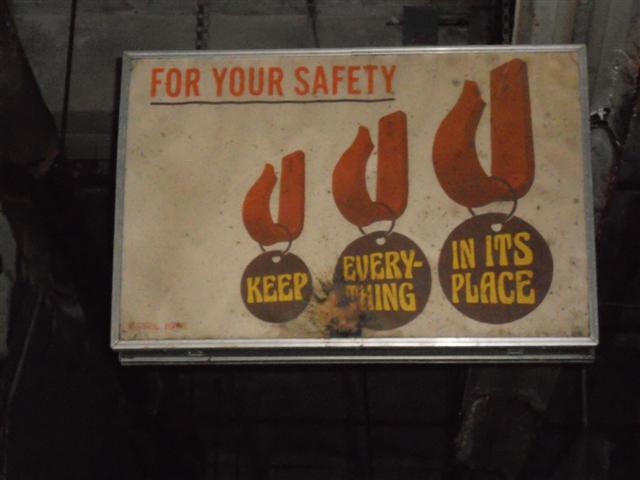 FOR YOUR SAFETY
KEEP
EVERY-
THING
IN ITS
PLACE